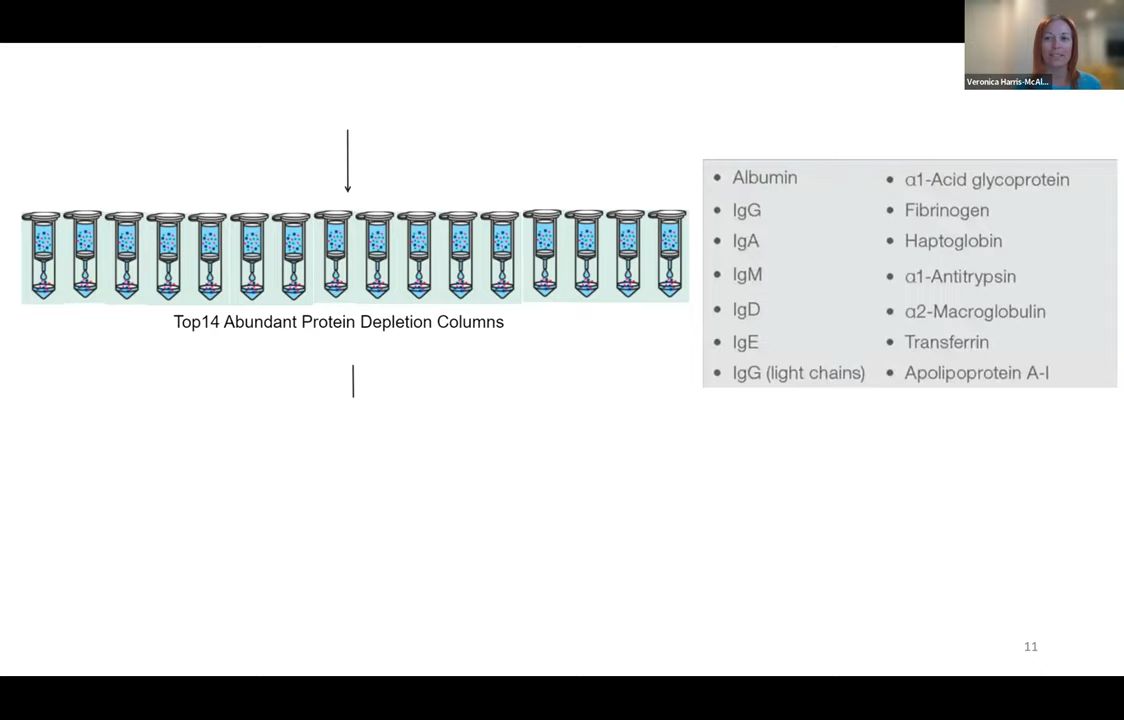 Veronica Harris-McAl...
Top14 Abundant Protein Depletion Columns
• Albumin
• IgG
• IgA
• IgM
• IgD
• IgE
• IgG (light chains)
• α1-Acid glycoprotein
• Fibrinogen
• Haptoglobin
• α1-Antitrypsin
• α2-Macroglobulin
• Transferrin
• Apolipoprotein A-I
11